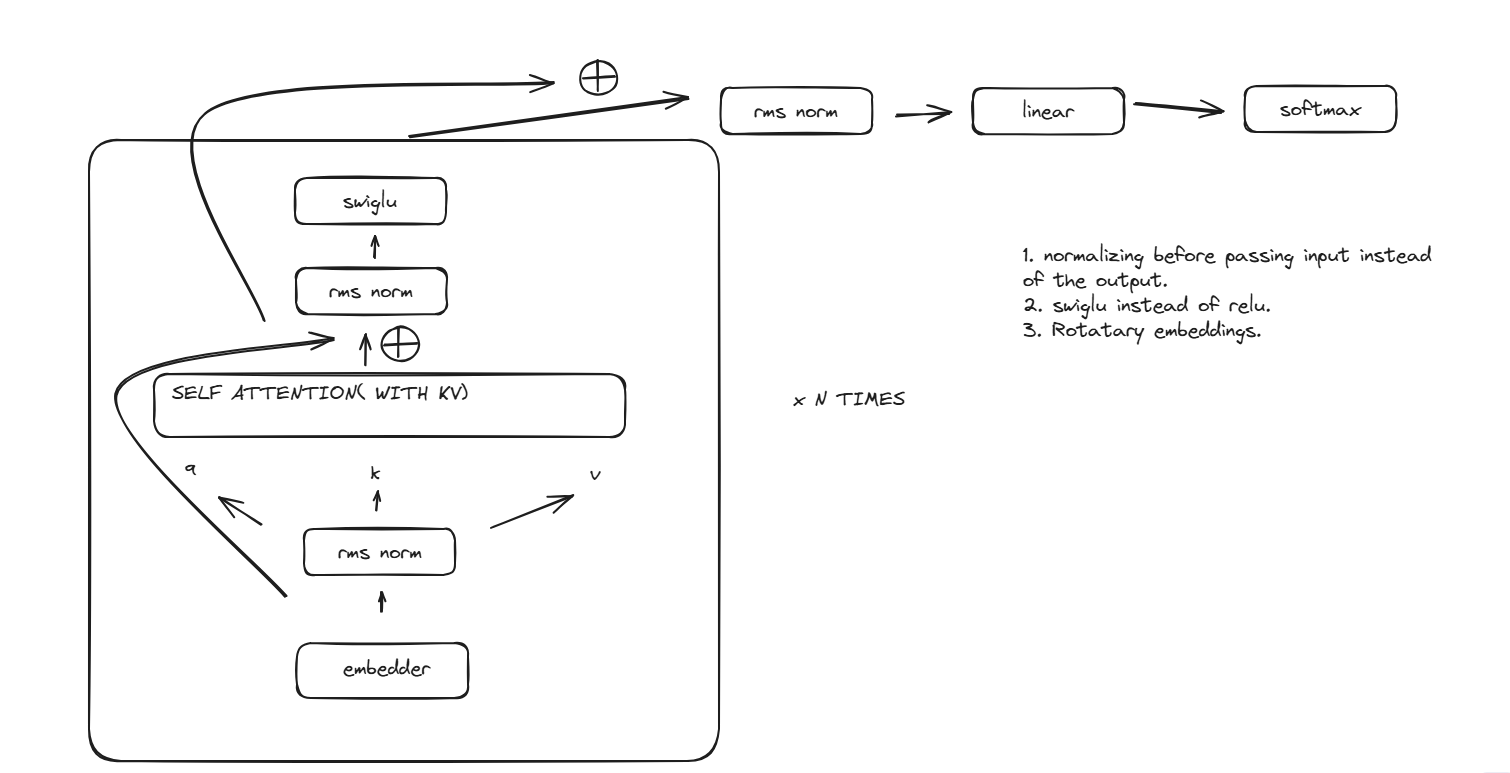 rms norm
linear
softmax
swiglu
rms norm
SELF ATTENTION( WITH KV)
q
k
v
rms norm
embedder
x N TIMES
1. normalizing before passing input instead
of the output.
2. swiglu instead of relu.
3. Rotatary embeddings.